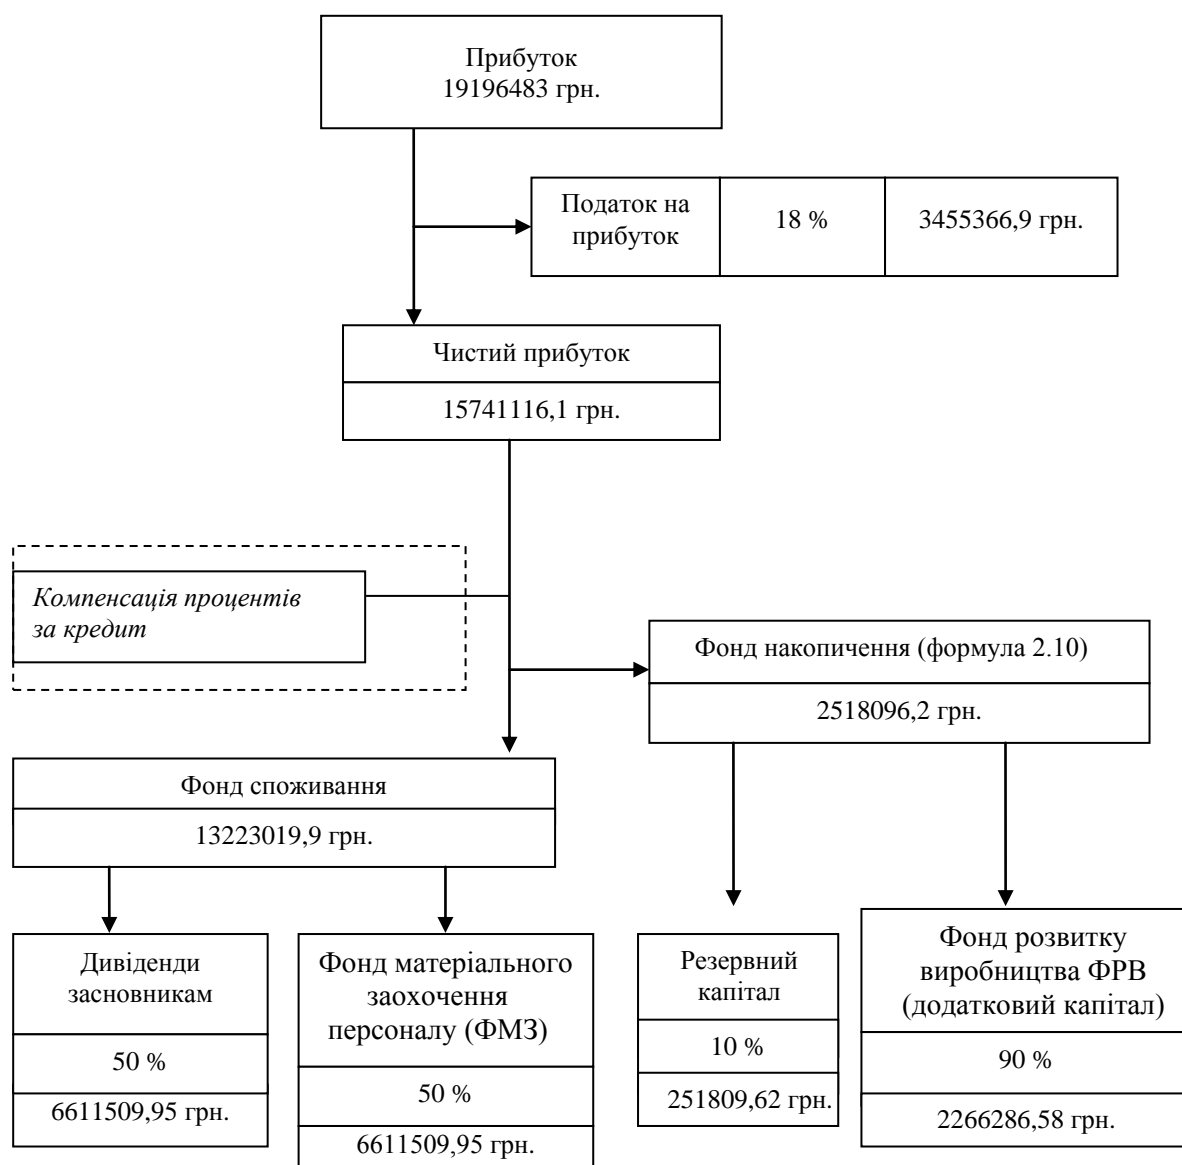 Прибуток
19196483 грн.
Податок на
прибуток
18 %
3455366,9 грн.
Чистий прибуток
15741116,1 грн.
Компенсація процентів
за кредит
Фонд накопичення (формула 2.10)
2518096,2 грн.
Фонд споживання
13223019,9 грн.
Дивіденди
засновникам
50 %
6611509,95 грн.
Фонд матеріального
заохочення
персоналу (ФМЗ)
50 %
6611509,95 грн.
Резервний
капітал
10 %
251809,62 грн.
Фонд розвитку
виробництва ФРВ
(додатковий капітал)
90 %
2266286,58 грн.